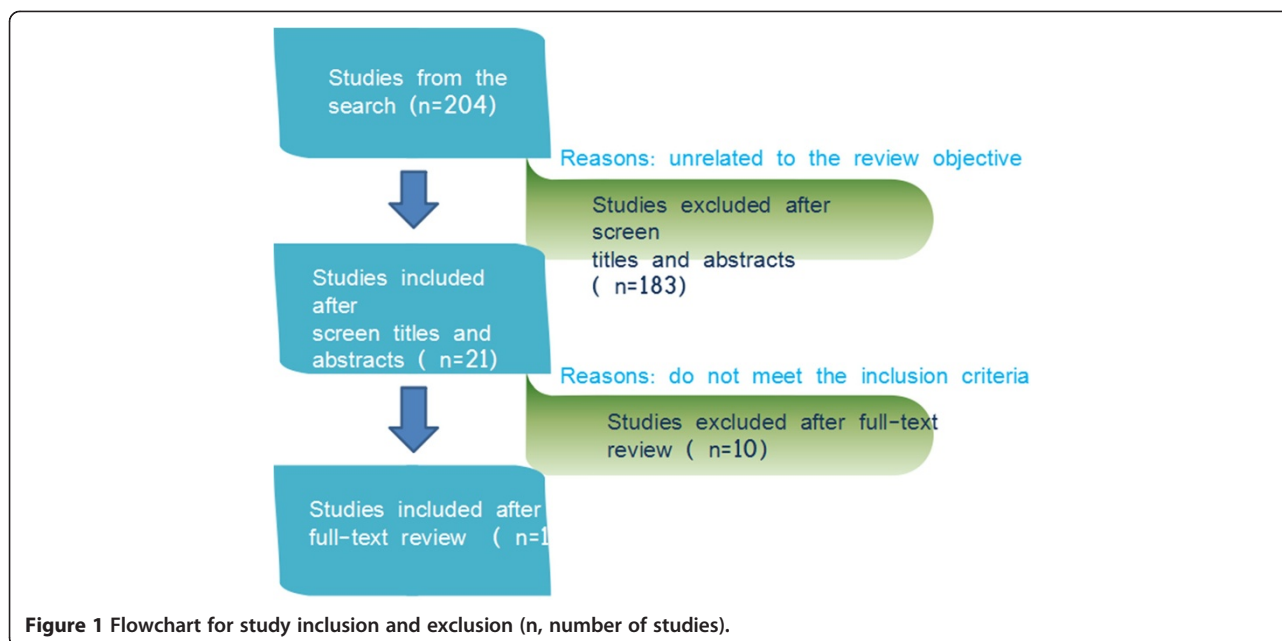 Studies from the
search (n=204)
Reasons: unrelated to the review objective
Studies excluded after
screen
titles and abstracts
( n=183)
Studies included
after
screen titles and
abstracts ( n=21)
Reasons: do not meet the inclusion criteria
Studies excluded after full-text
review ( n=10)
Studies included after
full-text review ( n=1
Figure 1 Flowchart for study inclusion and exclusion (n, number of studies).